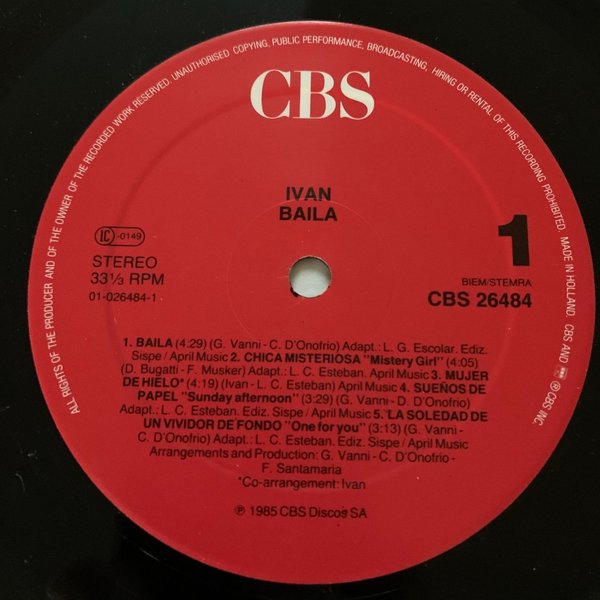 ALL RIGHTS OF THE PRODUCER AND OF THE OWNER OF THE RECORDED WORK RESERVED. UNAUTHORISED COPYING, PUBLIC PERFORMANCE, BROADCASTING, HIRING OR RENTAL OF THIS RECORDING PROHIBITED. MADE IN HOLLAND. CBS AND ® CBS INC.
CBS
IVAN
BAILA
1
IC -0149
STEREO
33⅓ RPM
01-026484-1
BIEM/STEMRA
CBS 26484
1. BAILA (4:29) (G. Vanni - C. D'Onofrio) Adapt.: L. G. Escolar. Ediz.
Sispe / April Music 2. CHICA MISTERIOSA "Mistery Girl" (4:05)
(D. Bugatti - F. Musker) Adapt.: L. C. Esteban. April Music 3. MUJER
DE HIELO* (4:19) (Ivan - L. C. Esteban) April Music 4. SUEÑOS DE
PAPEL "Sunday afternoon" (3:29) (G. Vanni - D. D'Onofrio)
Adapt.: L. C. Esteban. Ediz. Sispe / April Music 5. LA SOLEDAD DE
UN VIVIDOR DE FONDO "One for you" (3:13) (G. Vanni -
C. D'Onofrio) Adapt.: L. C. Esteban. Ediz. Sispe / April Music
Arrangements and Production: G. Vanni - C. D'Onofrio -
F. Santamaria
*Co-arrangement: Ivan
℗ 1985 CBS Discos SA